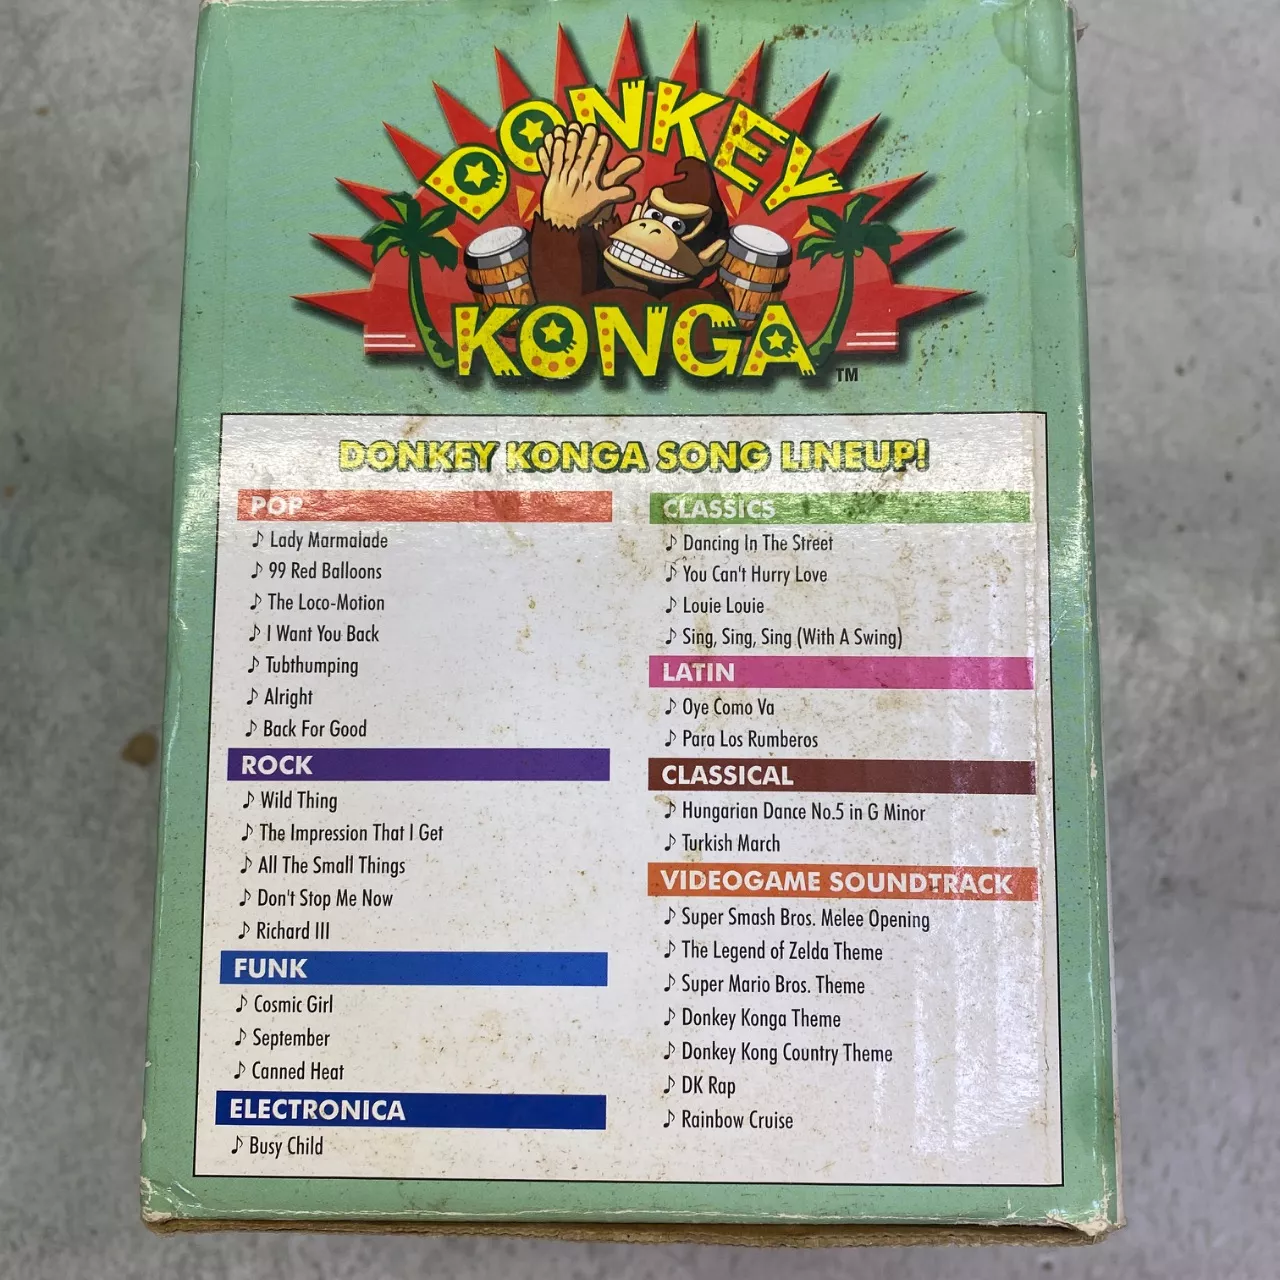 DONKEY
KONGA
TM
DONKEY KONGA SONG LINEUP!
POP
♪ Lady Marmalade
♪ 99 Red Balloons
♪ The Loco-Motion
♪ I Want You Back
♪ Tubthumping
♪ Alright
♪ Back For Good
ROCK
♪ Wild Thing
♪ The Impression That I Get
♪ All The Small Things
♪ Don't Stop Me Now
♪ Richard III
FUNK
♪ Cosmic Girl
♪ September
♪ Canned Heat
ELECTRONICA
♪ Busy Child
CLASSICS
♪ Dancing In The Street
♪ You Can't Hurry Love
♪ Louie Louie
♪ Sing, Sing, Sing (With A Swing)
LATIN
♪ Oye Como Va
♪ Para Los Rumberos
CLASSICAL
♪ Hungarian Dance No.5 in G Minor
♪ Turkish March
VIDEOGAME SOUNDTRACK
♪ Super Smash Bros. Melee Opening
♪ The Legend of Zelda Theme
♪ Super Mario Bros. Theme
♪ Donkey Konga Theme
♪ Donkey Kong Country Theme
♪ DK Rap
♪ Rainbow Cruise